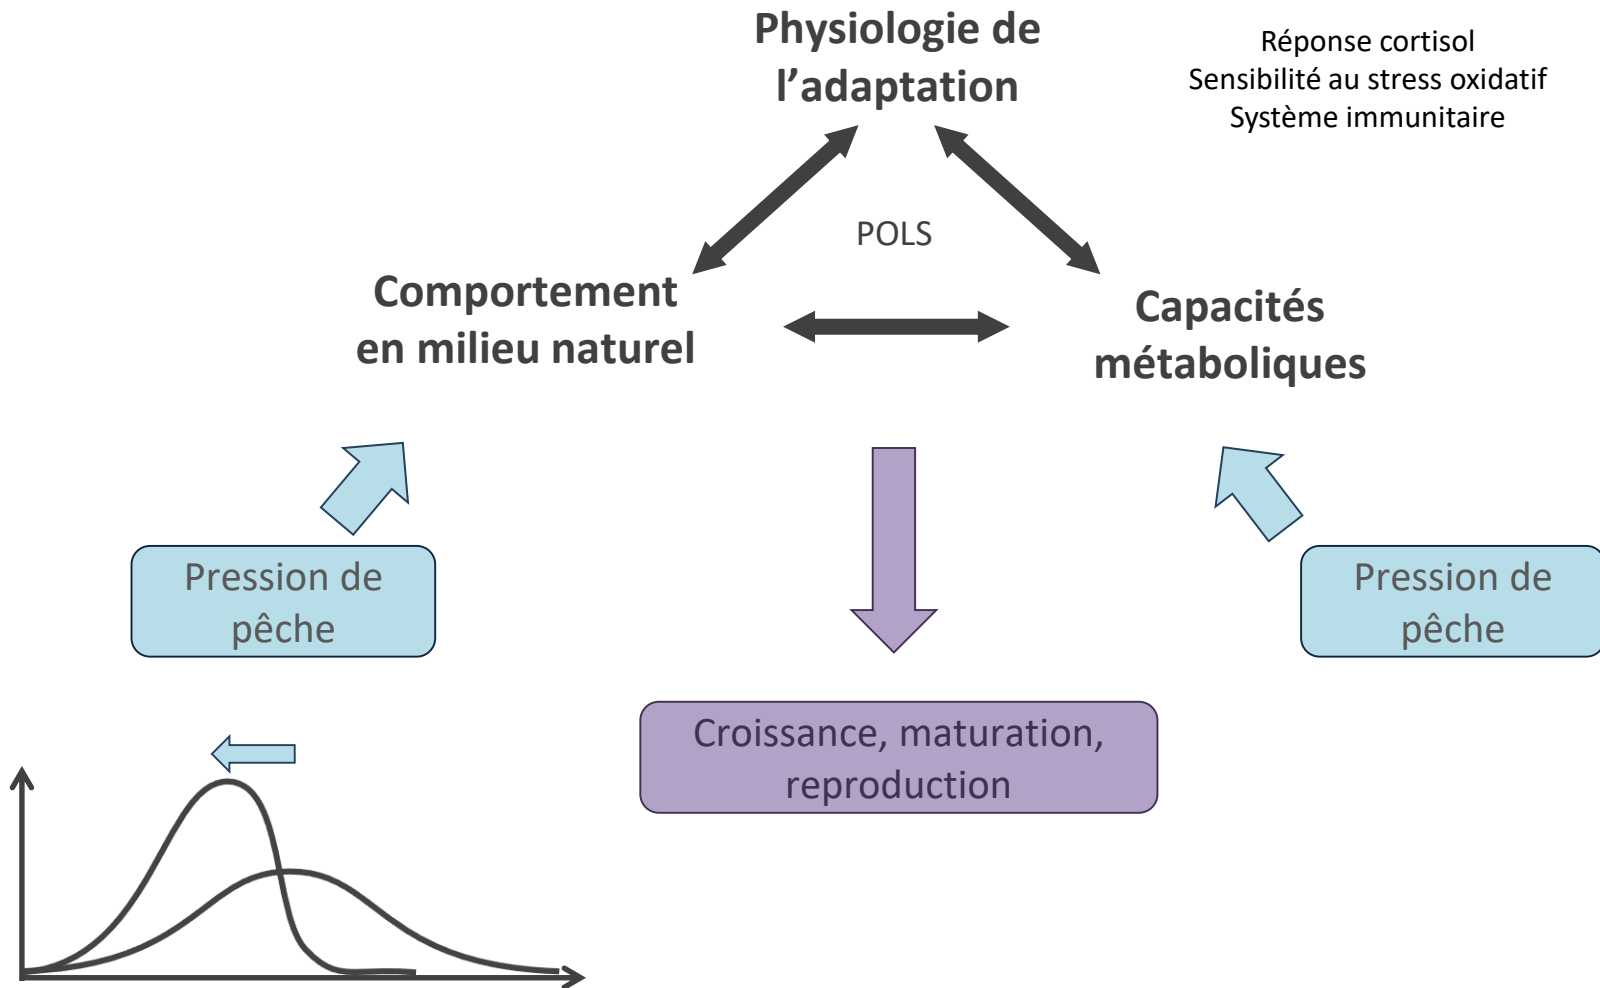 Physiologie de
l’adaptation
Réponse cortisol
Sensibilité au stress oxidatif
Système immunitaire
POLS
Comportement
en milieu naturel
Capacités
métaboliques
Pression de
pêche
Pression de
pêche
Croissance, maturation,
reproduction